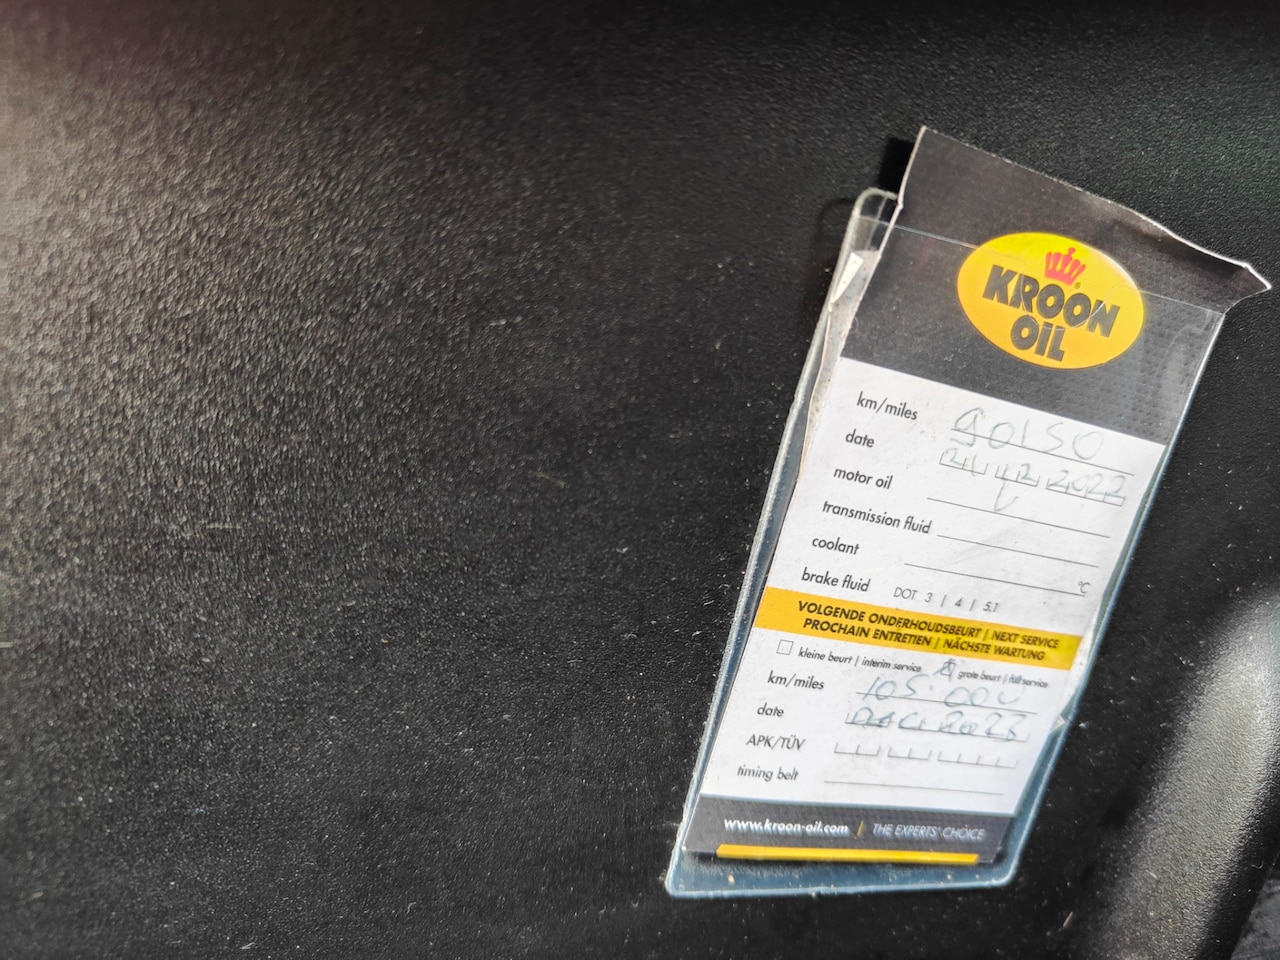 KROON
OIL
km/miles 90150
date 21 12 2022
motor oil
transmission fluid
coolant °C
brake fluid DOT 3 | 4 | 5.1
VOLGENDE ONDERHOUDSBEURT | NEXT SERVICE
PROCHAIN ENTRETIEN | NÄCHSTE WARTUNG
kleine beurt | interim service grote beurt | full service
km/miles 105.000
date 2023
APK/TÜV
timing belt
www.kroon-oil.com | THE EXPERTS' CHOICE